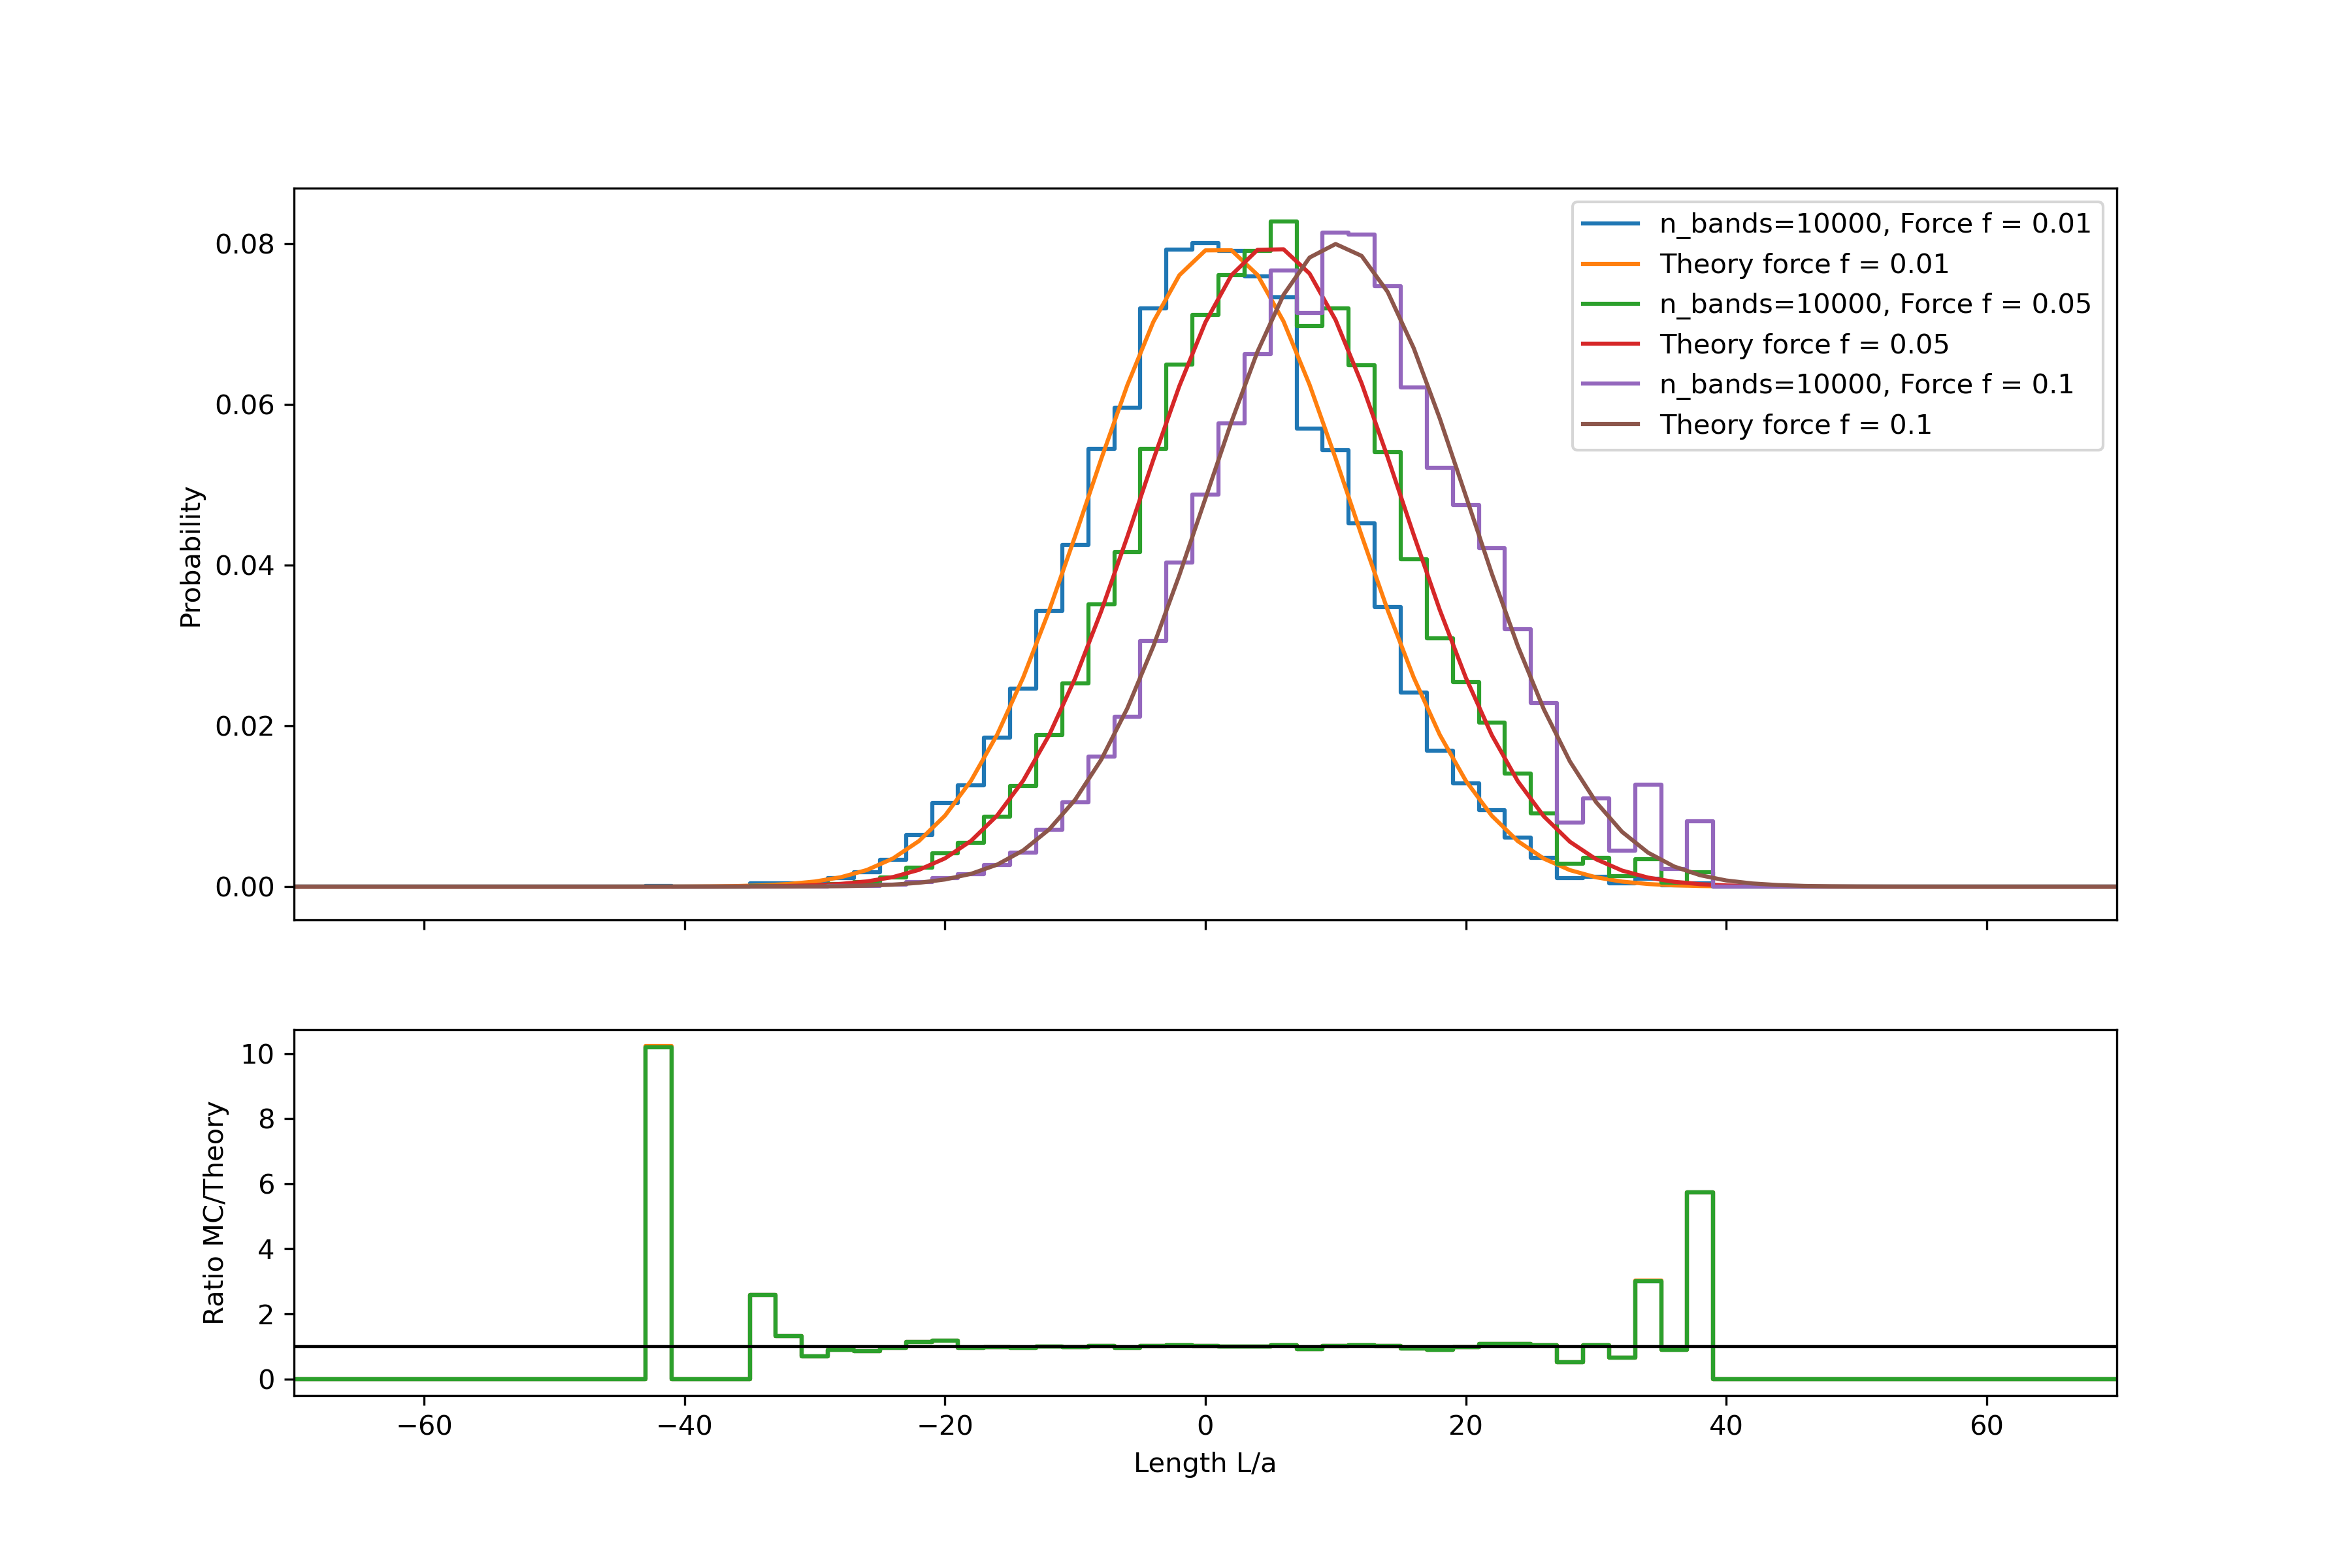 0.08
0.06
0.04
0.02
0.00
Probability
n_bands=10000, Force f = 0.01
Theory force f = 0.01
n_bands=10000, Force f = 0.05
Theory force f = 0.05
n_bands=10000, Force f = 0.1
Theory force f = 0.1
10
8
6
4
2
0
Ratio MC/Theory
−60 −40 −20 0 20 40 60
Length L/a